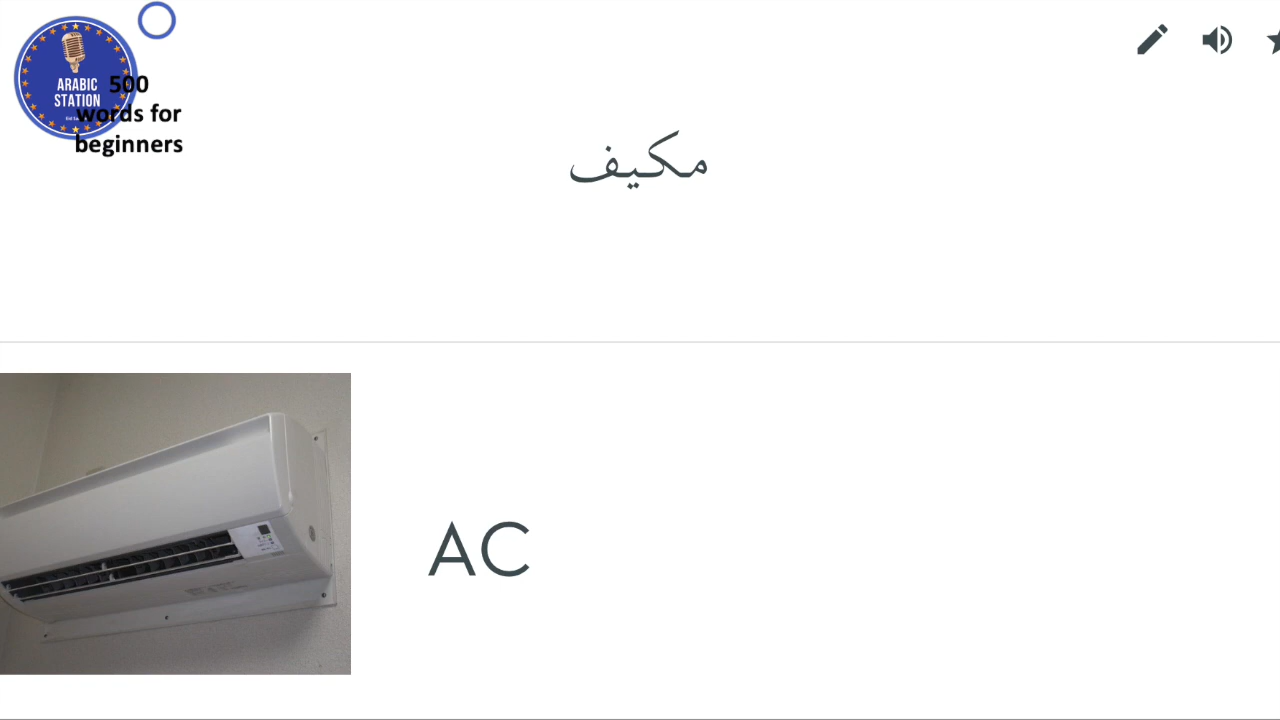 ARABIC
STATION
500
words for
beginners
مكيف
AC